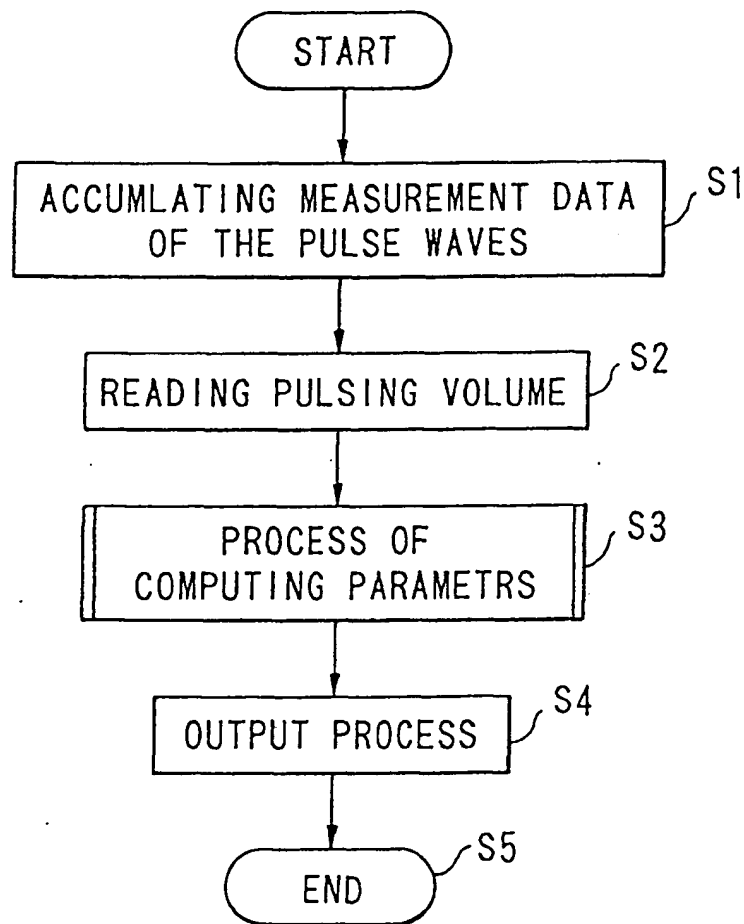 START
ACCUMLATING MEASUREMENT DATA
OF THE PULSE WAVES
S1
READING PULSING VOLUME
S2
PROCESS OF
COMPUTING PARAMETRS
S3
OUTPUT PROCESS
S4
END
S5